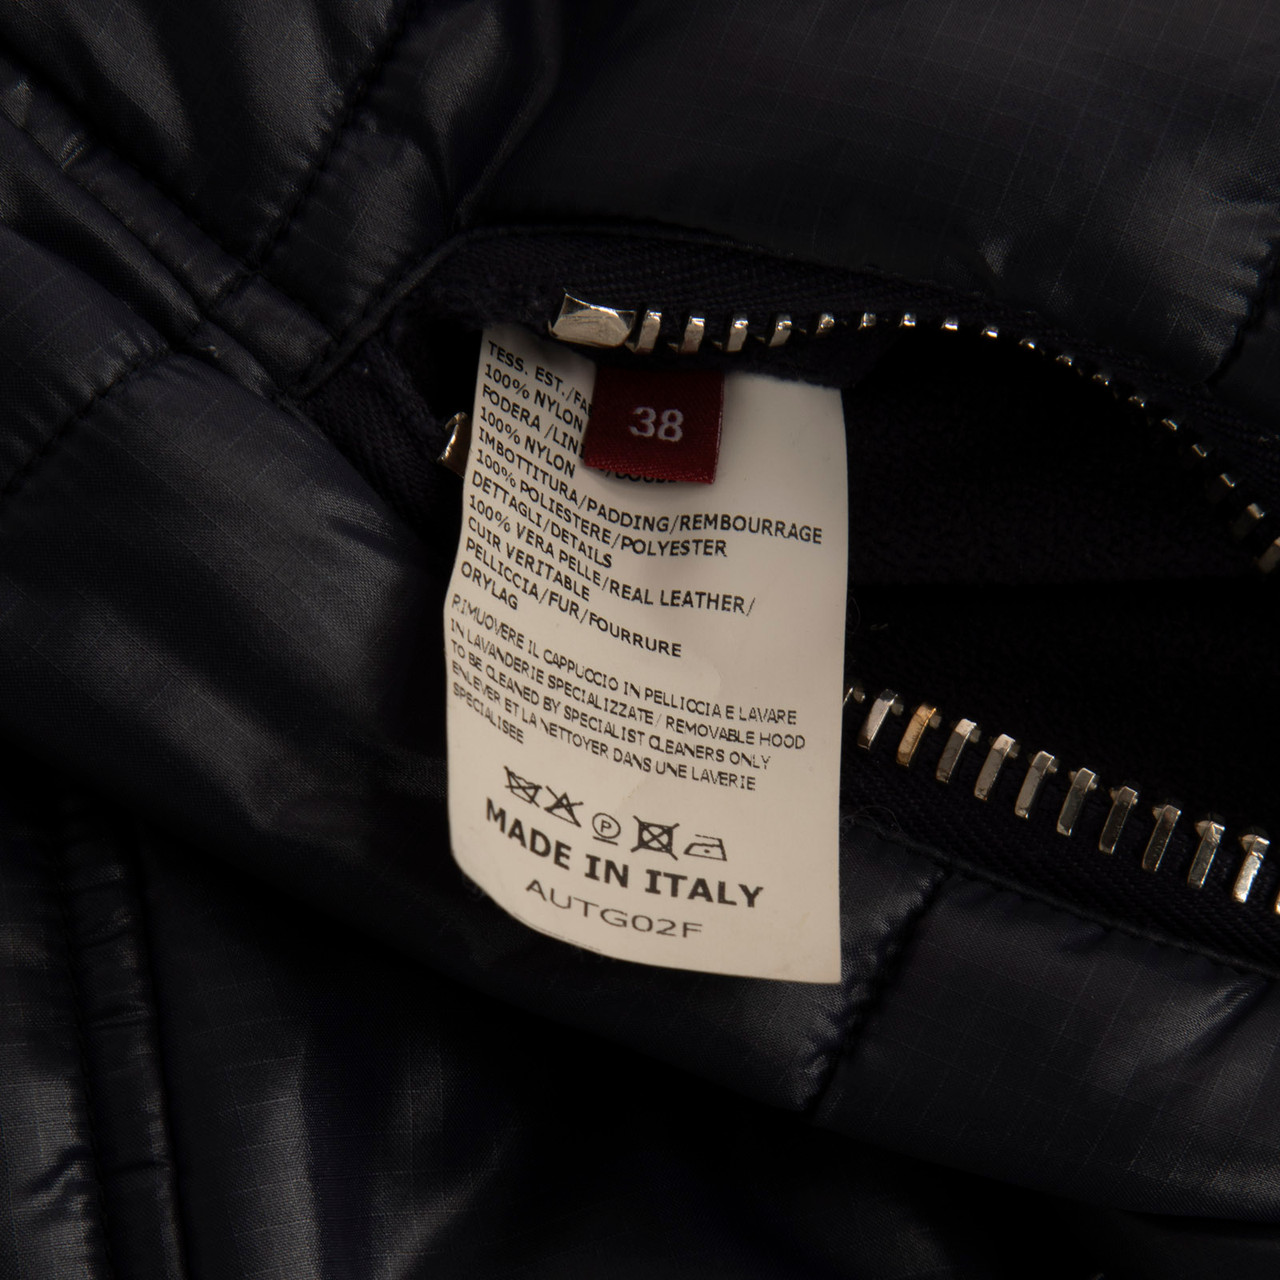 38
TESS. EST./
100% NYLON
FODERA /
100% NYLON
IMBOTTITURA/PADDING/REMBOURRAGE
100% POLIESTERE/POLYESTER
DETTAGLI/DETAILS
100% VERA PELLE/REAL LEATHER/
CUIR VERITABLE
PELLICCIA/FUR/FOURRURE
ORYLAG
RIMUOVERE IL CAPPUCCIO IN PELLICCIA E LAVARE
IN LAVANDERIE SPECIALIZZATE/ REMOVABLE HOOD
TO BE CLEANED BY SPECIALIST CLEANERS ONLY
ENLEVER ET LA NETTOYER DANS UNE LAVERIE
SPECIALISEE
P
MADE IN ITALY
AUTG02F